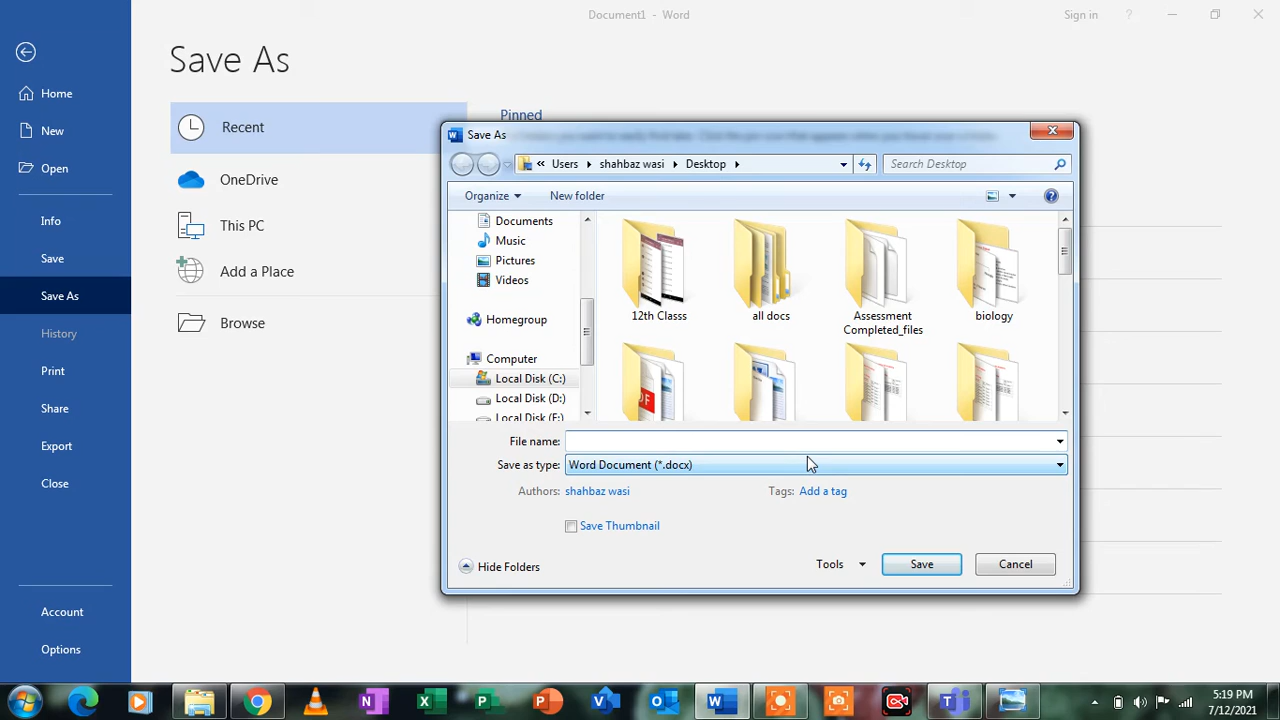 Document1 - Word
Sign in
?
Save As
Home
New
Open
Info
Save
Save As
History
Print
Share
Export
Close
Account
Options
Recent
OneDrive
This PC
Add a Place
Browse
Pinned
Save As
« Users shahbaz wasi Desktop
Search Desktop
Organize
New folder
Documents
Music
Pictures
Videos
Homegroup
Computer
Local Disk (C:)
Local Disk (D:)
Local Disk (F:)
12th Classs
all docs
Assessment
Completed_files
biology
PDF
File name:
Save as type: Word Document (*.docx)
Authors: shahbaz wasi
Tags: Add a tag
Save Thumbnail
Hide Folders
Tools
Save
Cancel
5:19 PM
7/12/2021